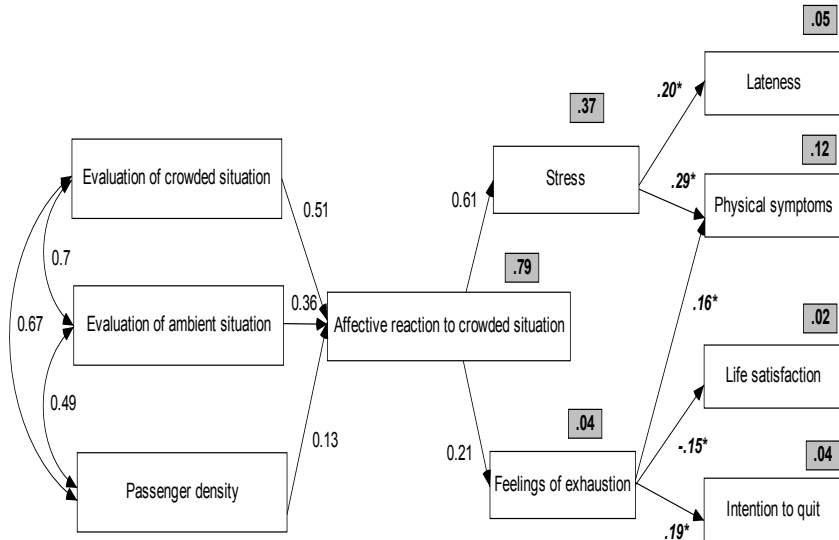 .05
Lateness
.20*
.37
.12
Evaluation of crowded situation
Stress
.29*
Physical symptoms
0.51
0.61
0.7
.79
.16*
0.67
Evaluation of ambient situation
0.36
Affective reaction to crowded situation
.02
Life satisfaction
0.49
.04
-.15*
0.13
0.21
.04
Passenger density
Feelings of exhaustion
Intention to quit
.19*